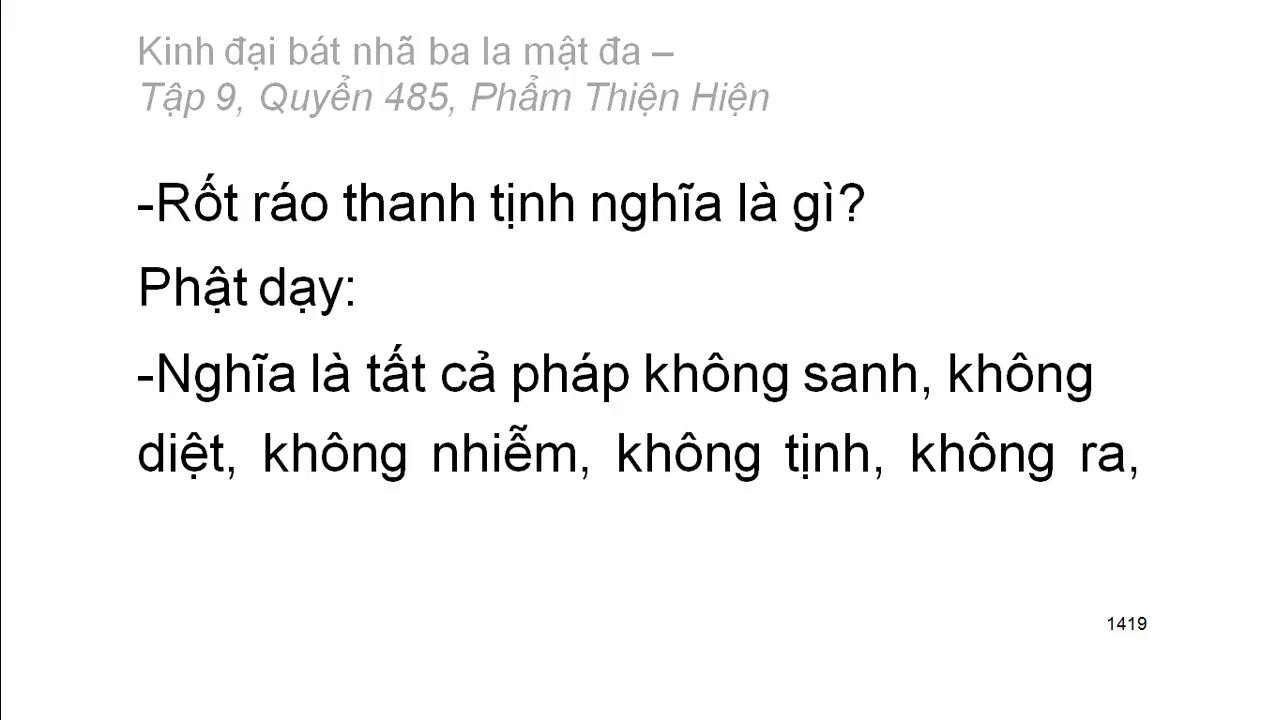 Kinh đại bát nhã ba la mật đa –
Tập 9, Quyển 485, Phẩm Thiện Hiện
-Rốt ráo thanh tịnh nghĩa là gì?
Phật dạy:
-Nghĩa là tất cả pháp không sanh, không
diệt, không nhiễm, không tịnh, không ra,
1419